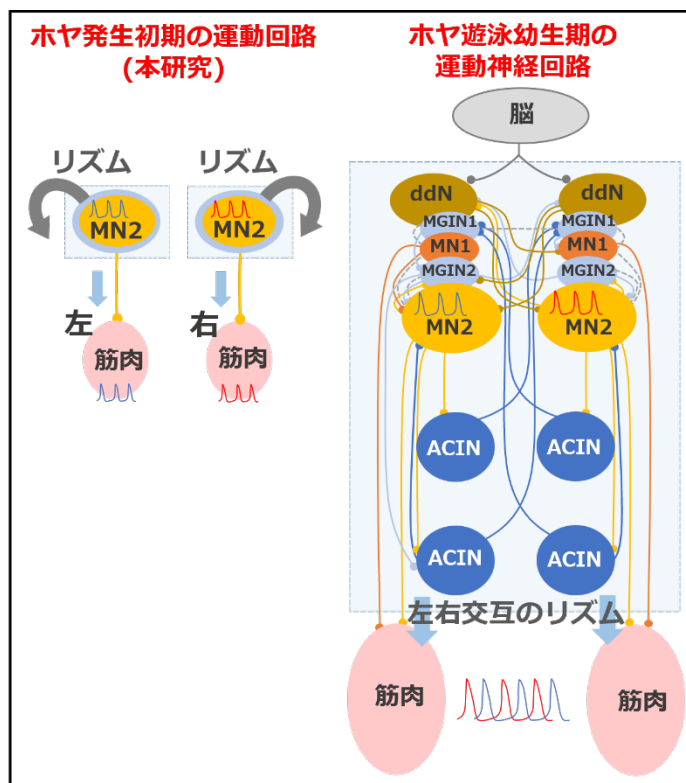 ホヤ発生初期の運動回路
(本研究)
リズム
リズム
MN2
MN2
左
右
筋肉
筋肉
ホヤ遊泳幼生期の
運動神経回路
脳
ddN
ddN
MGIN1
MGIN1
MN1
MN1
MGIN2
MGIN2
MN2
MN2
ACIN
ACIN
ACIN
ACIN
左右交互のリズム
筋肉
筋肉